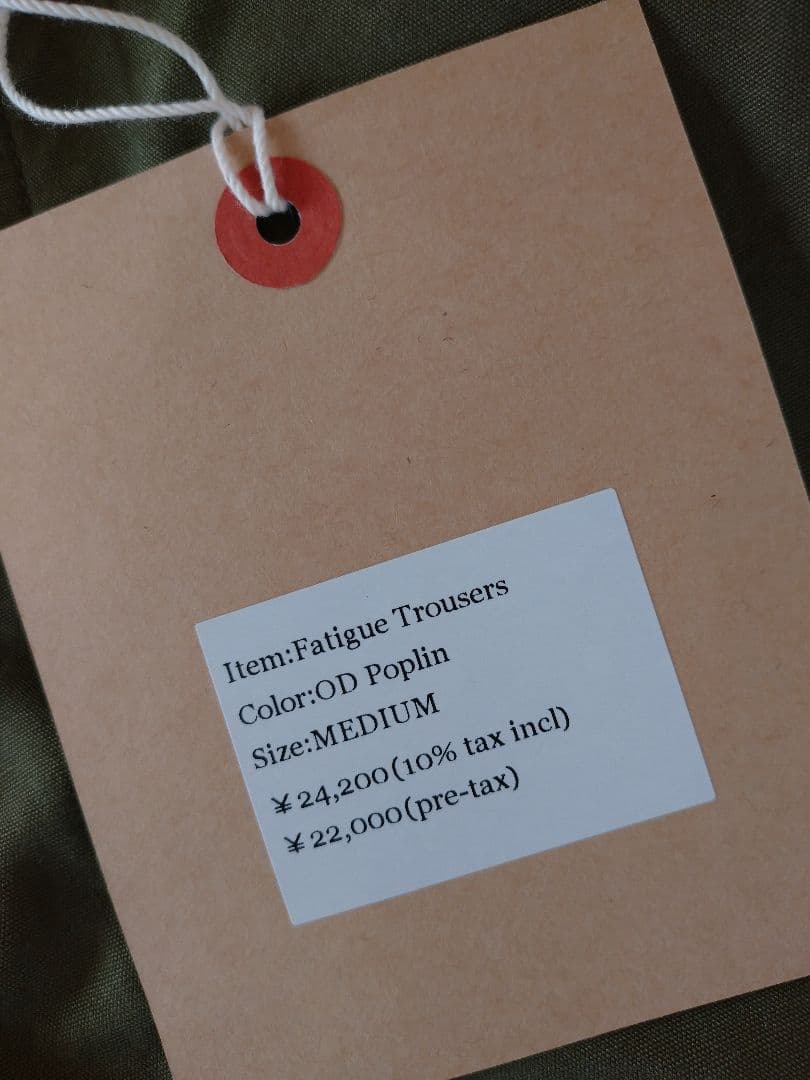 Item:Fatigue Trousers
Color:OD Poplin
Size:MEDIUM
¥24,200(10% tax incl)
¥22,000(pre-tax)